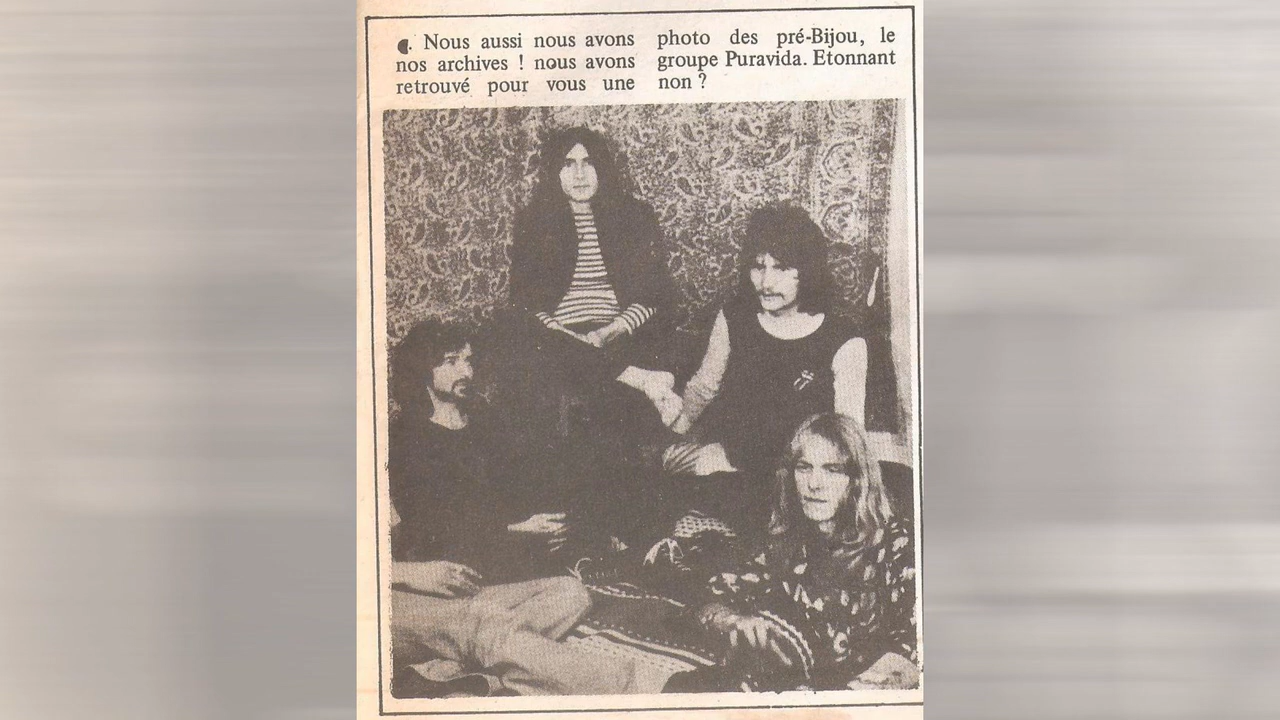 Nous aussi nous avons
nos archives ! nous avons
retrouvé pour vous une
photo des pré-Bijou, le
groupe Puravida. Etonnant
non ?